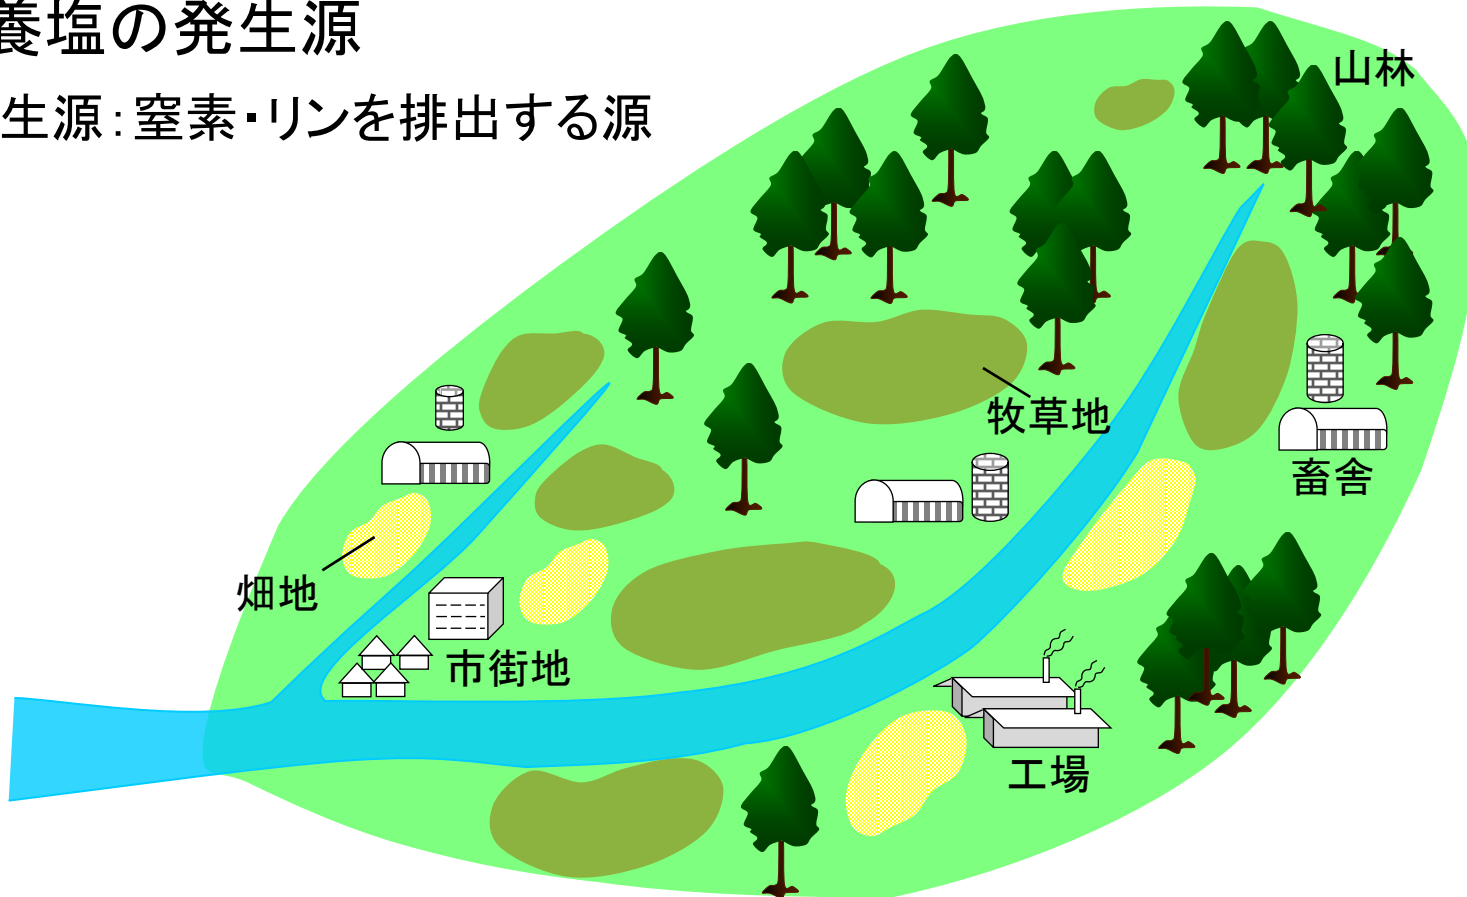 養塩の発生源
生源：窒素・リンを排出する源
山林
牧草地
畜舎
畑地
市街地
工場